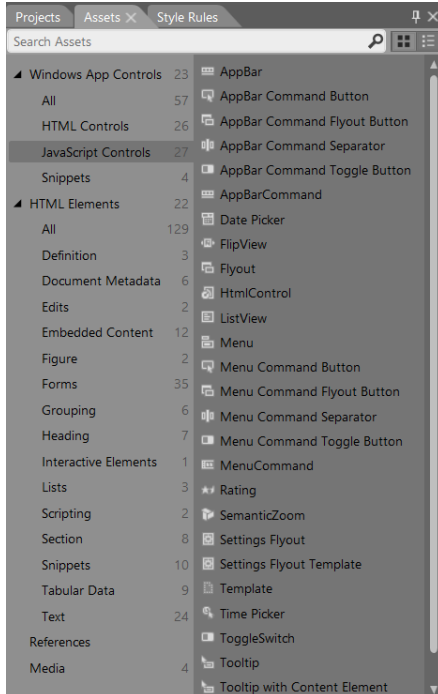 Projects Assets Style Rules
Search Assets
Windows App Controls 23
All 57
HTML Controls 26
JavaScript Controls 27
Snippets 4
HTML Elements 22
All 129
Definition 3
Document Metadata 6
Edits 2
Embedded Content 12
Figure 2
Forms 35
Grouping 6
Heading 7
Interactive Elements 1
Lists 3
Scripting 2
Section 8
Snippets 10
Tabular Data 9
Text 24
References
Media 4
AppBar
AppBar Command Button
AppBar Command Flyout Button
AppBar Command Separator
AppBar Command Toggle Button
AppBarCommand
Date Picker
FlipView
Flyout
HtmlControl
ListView
Menu
Menu Command Button
Menu Command Flyout Button
Menu Command Separator
Menu Command Toggle Button
MenuCommand
Rating
SemanticZoom
Settings Flyout
Settings Flyout Template
Template
Time Picker
ToggleSwitch
Tooltip
Tooltip with Content Element